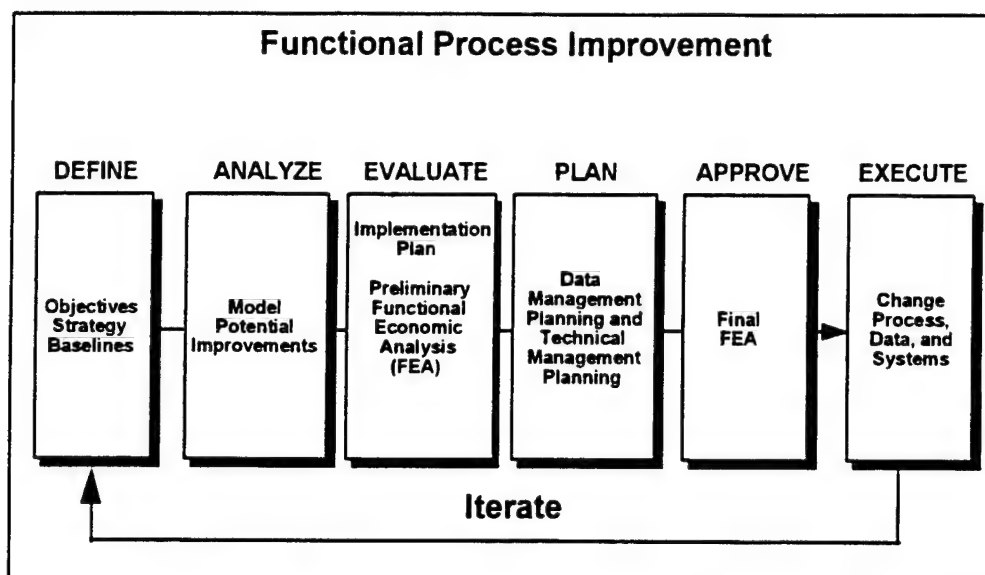 Functional Process Improvement
DEFINE
ANALYZE
EVALUATE
PLAN
APPROVE
EXECUTE
Objectives
Strategy
Baselines
Model
Potential
Improvements
Implementation
Plan
Preliminary
Functional
Economic
Analysis
(FEA)
Data
Management
Planning and
Technical
Management
Planning
Final
FEA
Change
Process,
Data, and
Systems
Iterate